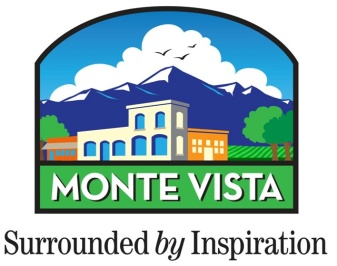 MONTE VISTA
Surrounded by Inspiration